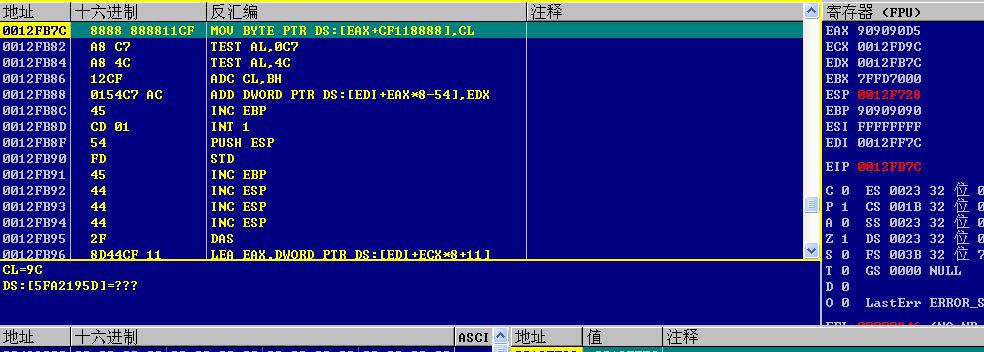 地址 十六进制 反汇编 注释 寄存器 (FPU)
0012FB7C 8888 888811CF MOV BYTE PTR DS:[EAX+CF118888],CL
0012FB82 A8 C7 TEST AL,0C7
0012FB84 A8 4C TEST AL,4C
0012FB86 12CF ADC CL,BH
0012FB88 0154C7 AC ADD DWORD PTR DS:[EDI+EAX*8-54],EDX
0012FB8C 45 INC EBP
0012FB8D CD 01 INT 1
0012FB8F 54 PUSH ESP
0012FB90 FD STD
0012FB91 45 INC EBP
0012FB92 44 INC ESP
0012FB93 44 INC ESP
0012FB94 44 INC ESP
0012FB95 2F DAS
0012FB96 8D44CF 11 LEA EAX,DWORD PTR DS:[EDI+ECX*8+11]
CL=9C
DS:[5FA2195D]=???
EAX 909090D5
ECX 0012FD9C
EDX 0012FB7C
EBX 7FFD7000
ESP 0012F728
EBP 90909090
ESI FFFFFFFF
EDI 0012FF7C
EIP 0012FB7C
C 0 ES 0023 32 位 0
P 1 CS 001B 32 位 0
A 0 SS 0023 32 位 0
Z 1 DS 0023 32 位 0
S 0 FS 003B 32 位 7
T 0 GS 0000 NULL
D 0
O 0 LastErr ERROR_S
地址 十六进制 ASCI 地址 值 注释